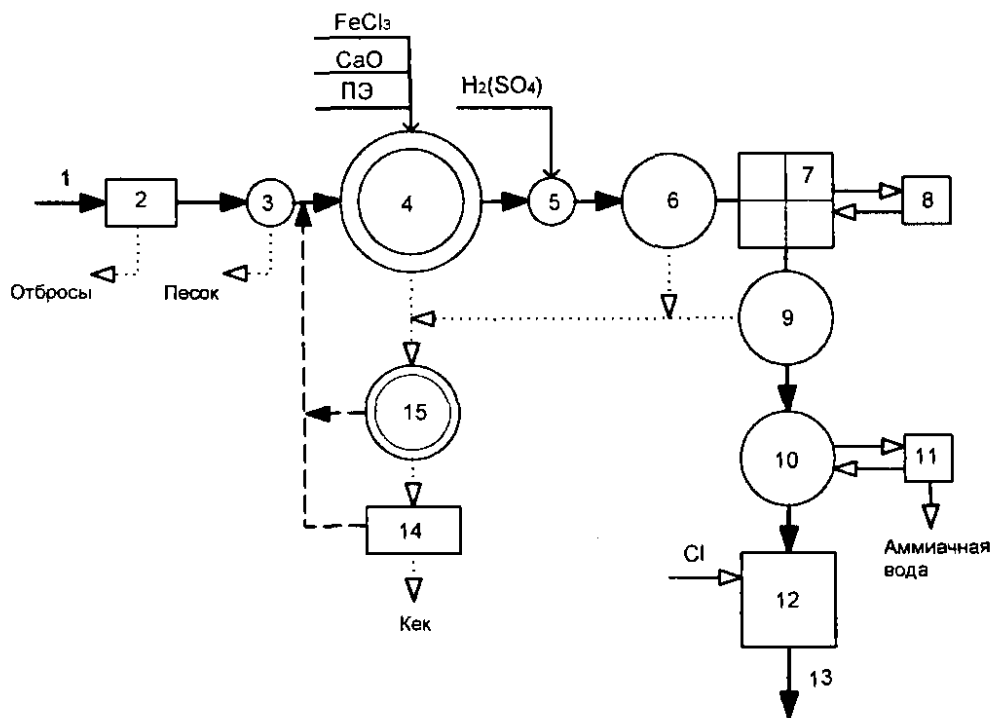 FeCl₃
CaO
ПЭ
H₂(SO₄)
1
2
3
4
5
6
7
8
Отбросы
Песок
9
15
10
11
14
Cl
Аммиачная
вода
12
Кек
13